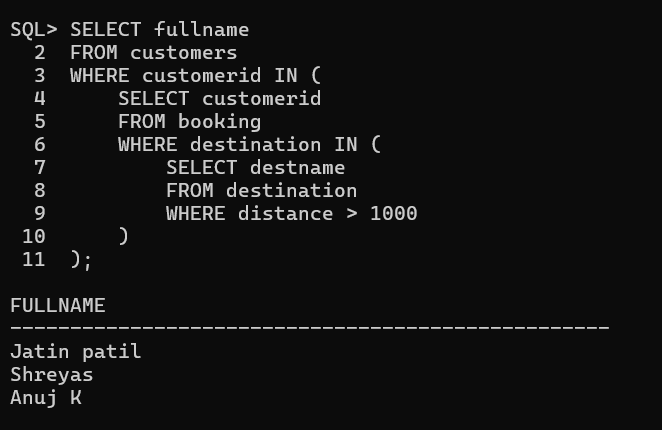 SQL> SELECT fullname
  2  FROM customers
  3  WHERE customerid IN (
  4      SELECT customerid
  5      FROM booking
  6      WHERE destination IN (
  7          SELECT destname
  8          FROM destination
  9          WHERE distance > 1000
 10      )
 11  );
FULLNAME
--------------------------------------------------
Jatin patil
Shreyas
Anuj K